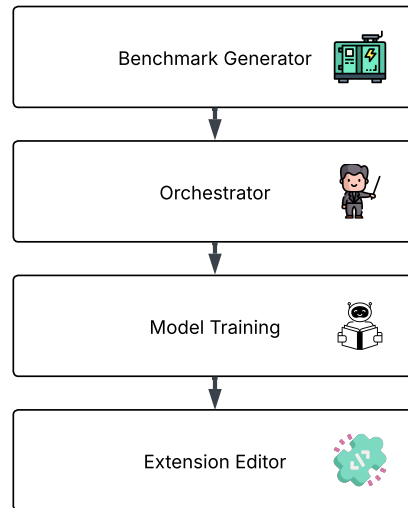 Benchmark Generator
Orchestrator
Model Training
Extension Editor